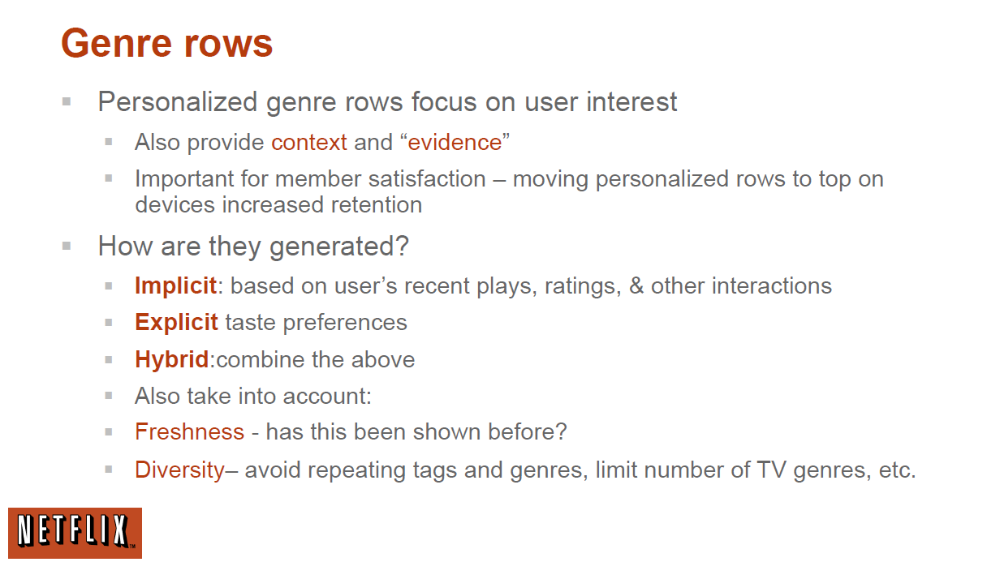 Genre rows
Personalized genre rows focus on user interest
Also provide context and “evidence”
Important for member satisfaction – moving personalized rows to top on
devices increased retention
How are they generated?
Implicit: based on user’s recent plays, ratings, & other interactions
Explicit taste preferences
Hybrid:combine the above
Also take into account:
Freshness - has this been shown before?
Diversity– avoid repeating tags and genres, limit number of TV genres, etc.
NETFLIX™